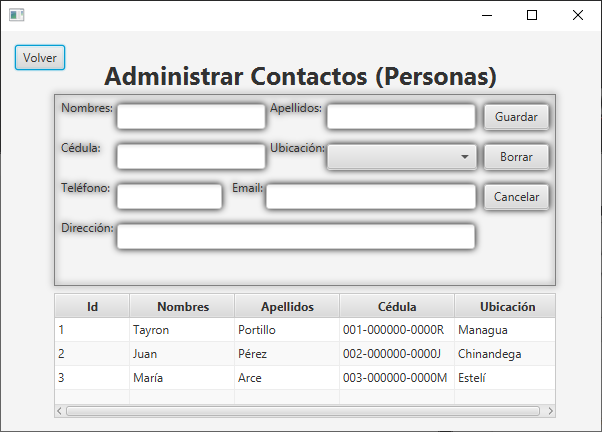 Volver
Administrar Contactos (Personas)
Nombres: Apellidos: Guardar
Cédula: Ubicación: Borrar
Teléfono: Email: Cancelar
Dirección:
Id Nombres Apellidos Cédula Ubicación
1 Tayron Portillo 001-000000-0000R Managua
2 Juan Pérez 002-000000-0000J Chinandega
3 María Arce 003-000000-0000M Estelí